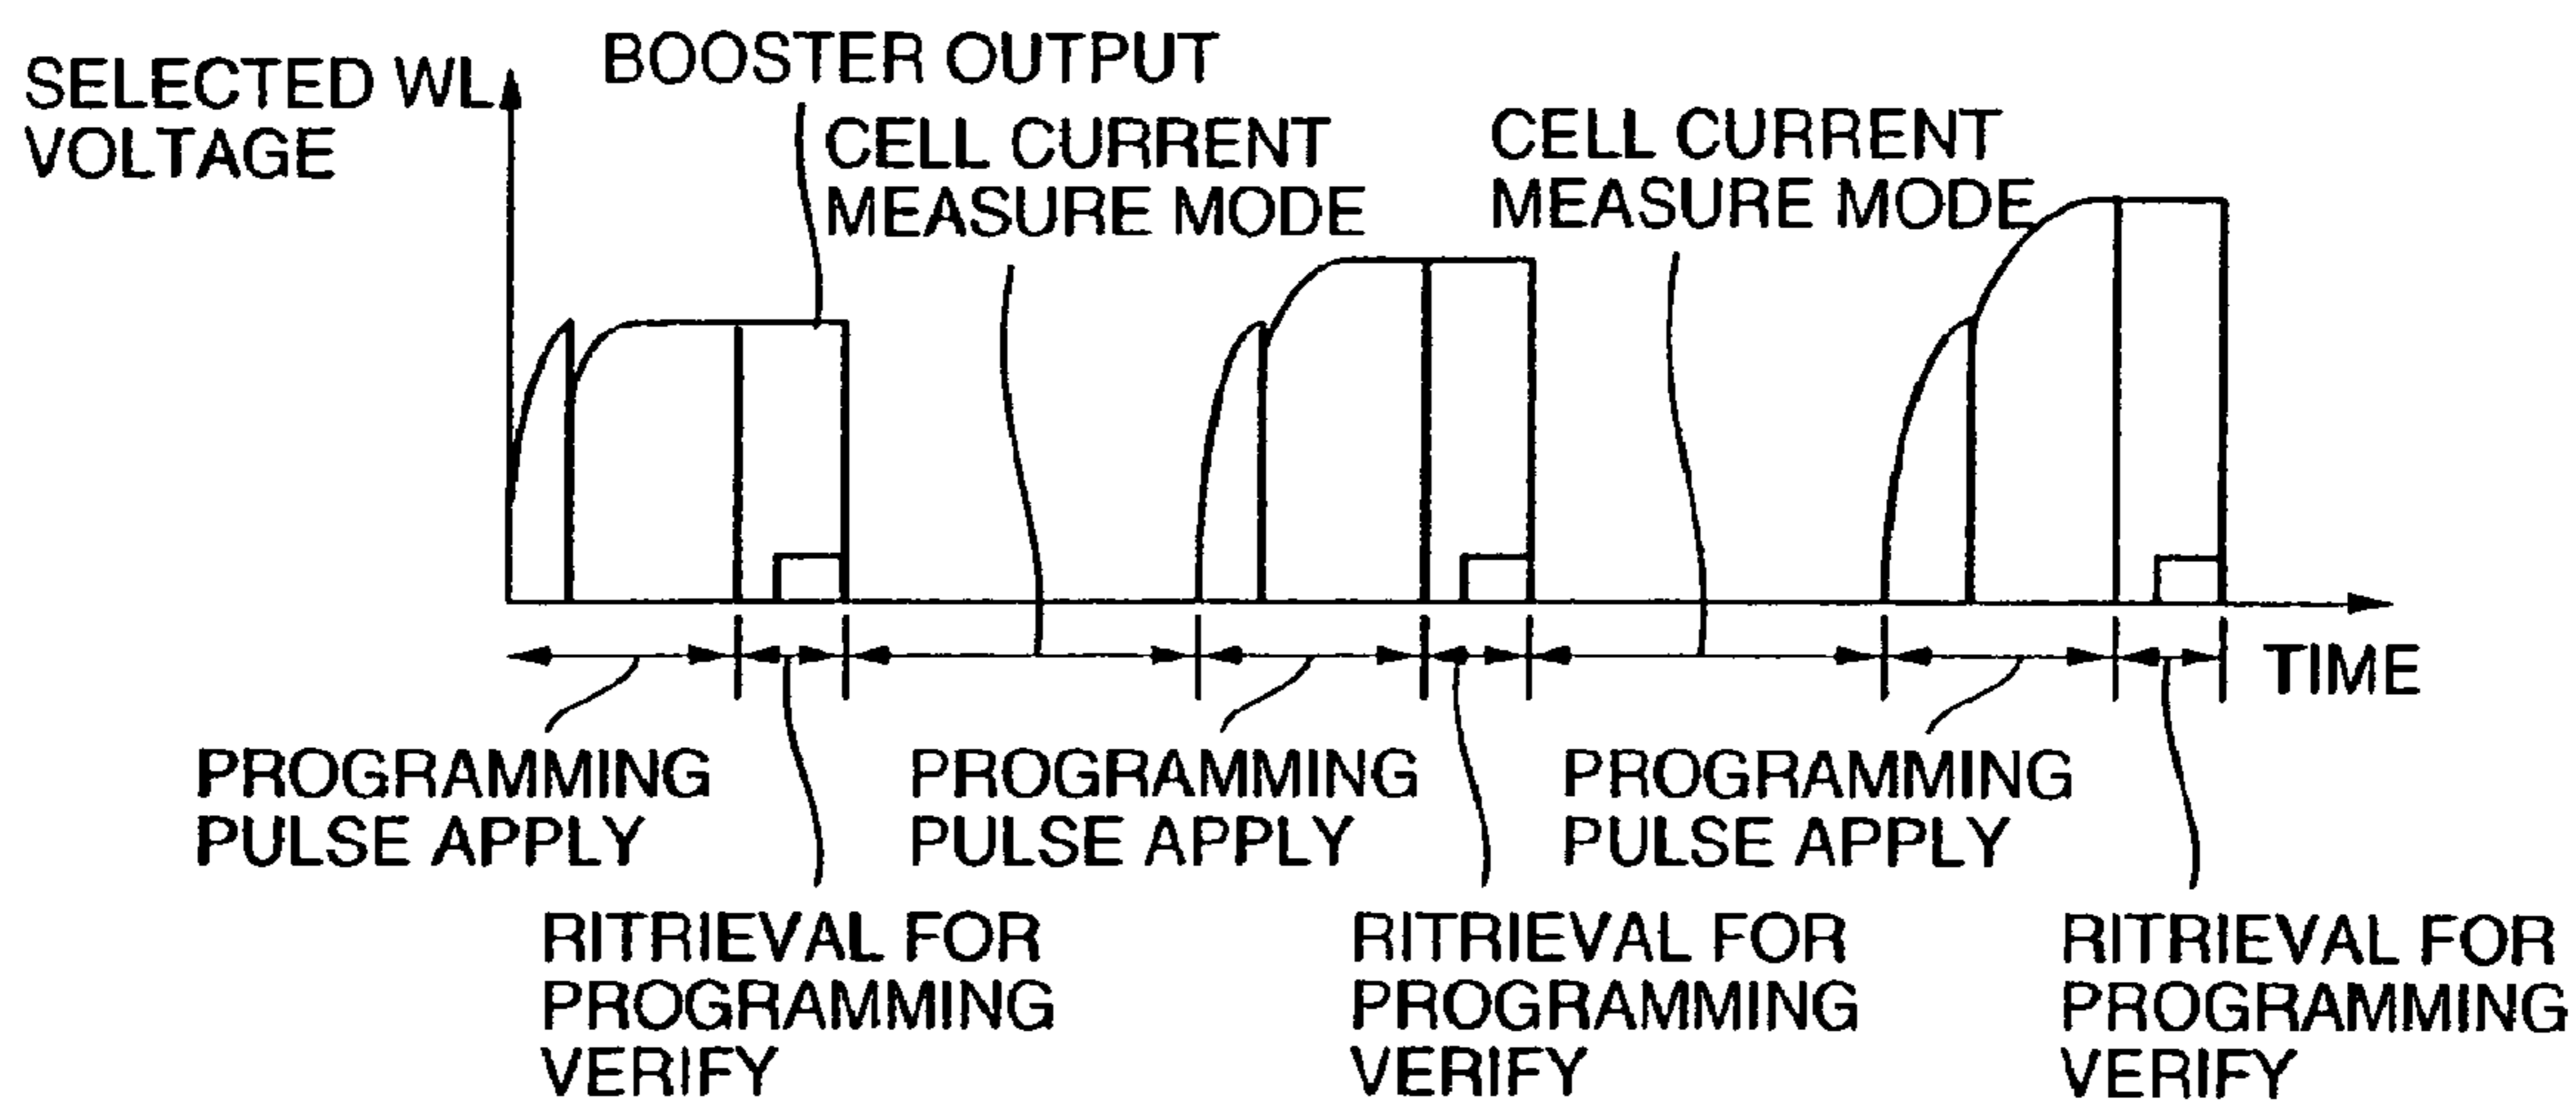 SELECTED WL
VOLTAGE
BOOSTER OUTPUT
CELL CURRENT
MEASURE MODE
CELL CURRENT
MEASURE MODE
TIME
PROGRAMMING
PULSE APPLY
PROGRAMMING
PULSE APPLY
PROGRAMMING
PULSE APPLY
RITRIEVAL FOR
PROGRAMMING
VERIFY
RITRIEVAL FOR
PROGRAMMING
VERIFY
RITRIEVAL FOR
PROGRAMMING
VERIFY